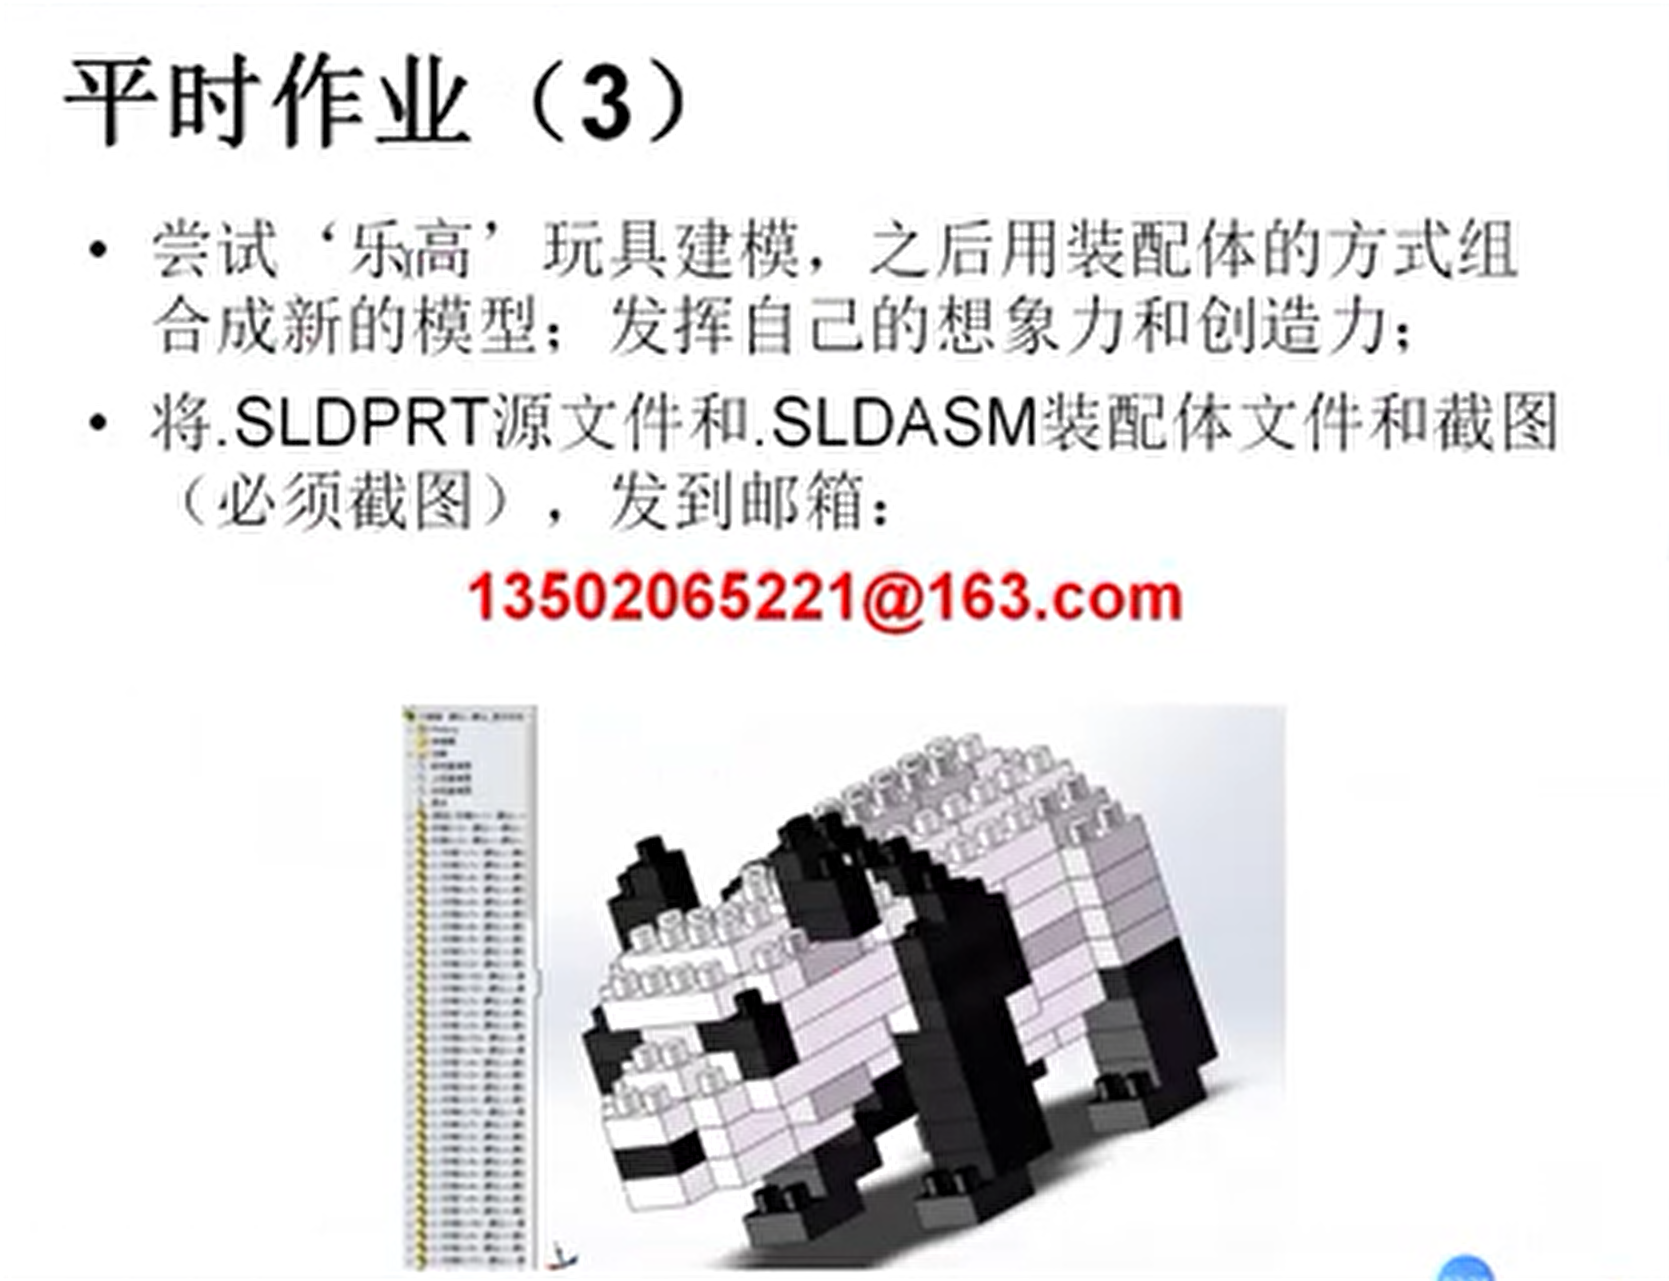 平时作业（3）
• 尝试‘乐高’玩具建模，之后用装配体的方式组
合成新的模型；发挥自己的想象力和创造力；
• 将.SLDPRT源文件和.SLDASM装配体文件和截图
（必须截图），发到邮箱：
13502065221@163.com